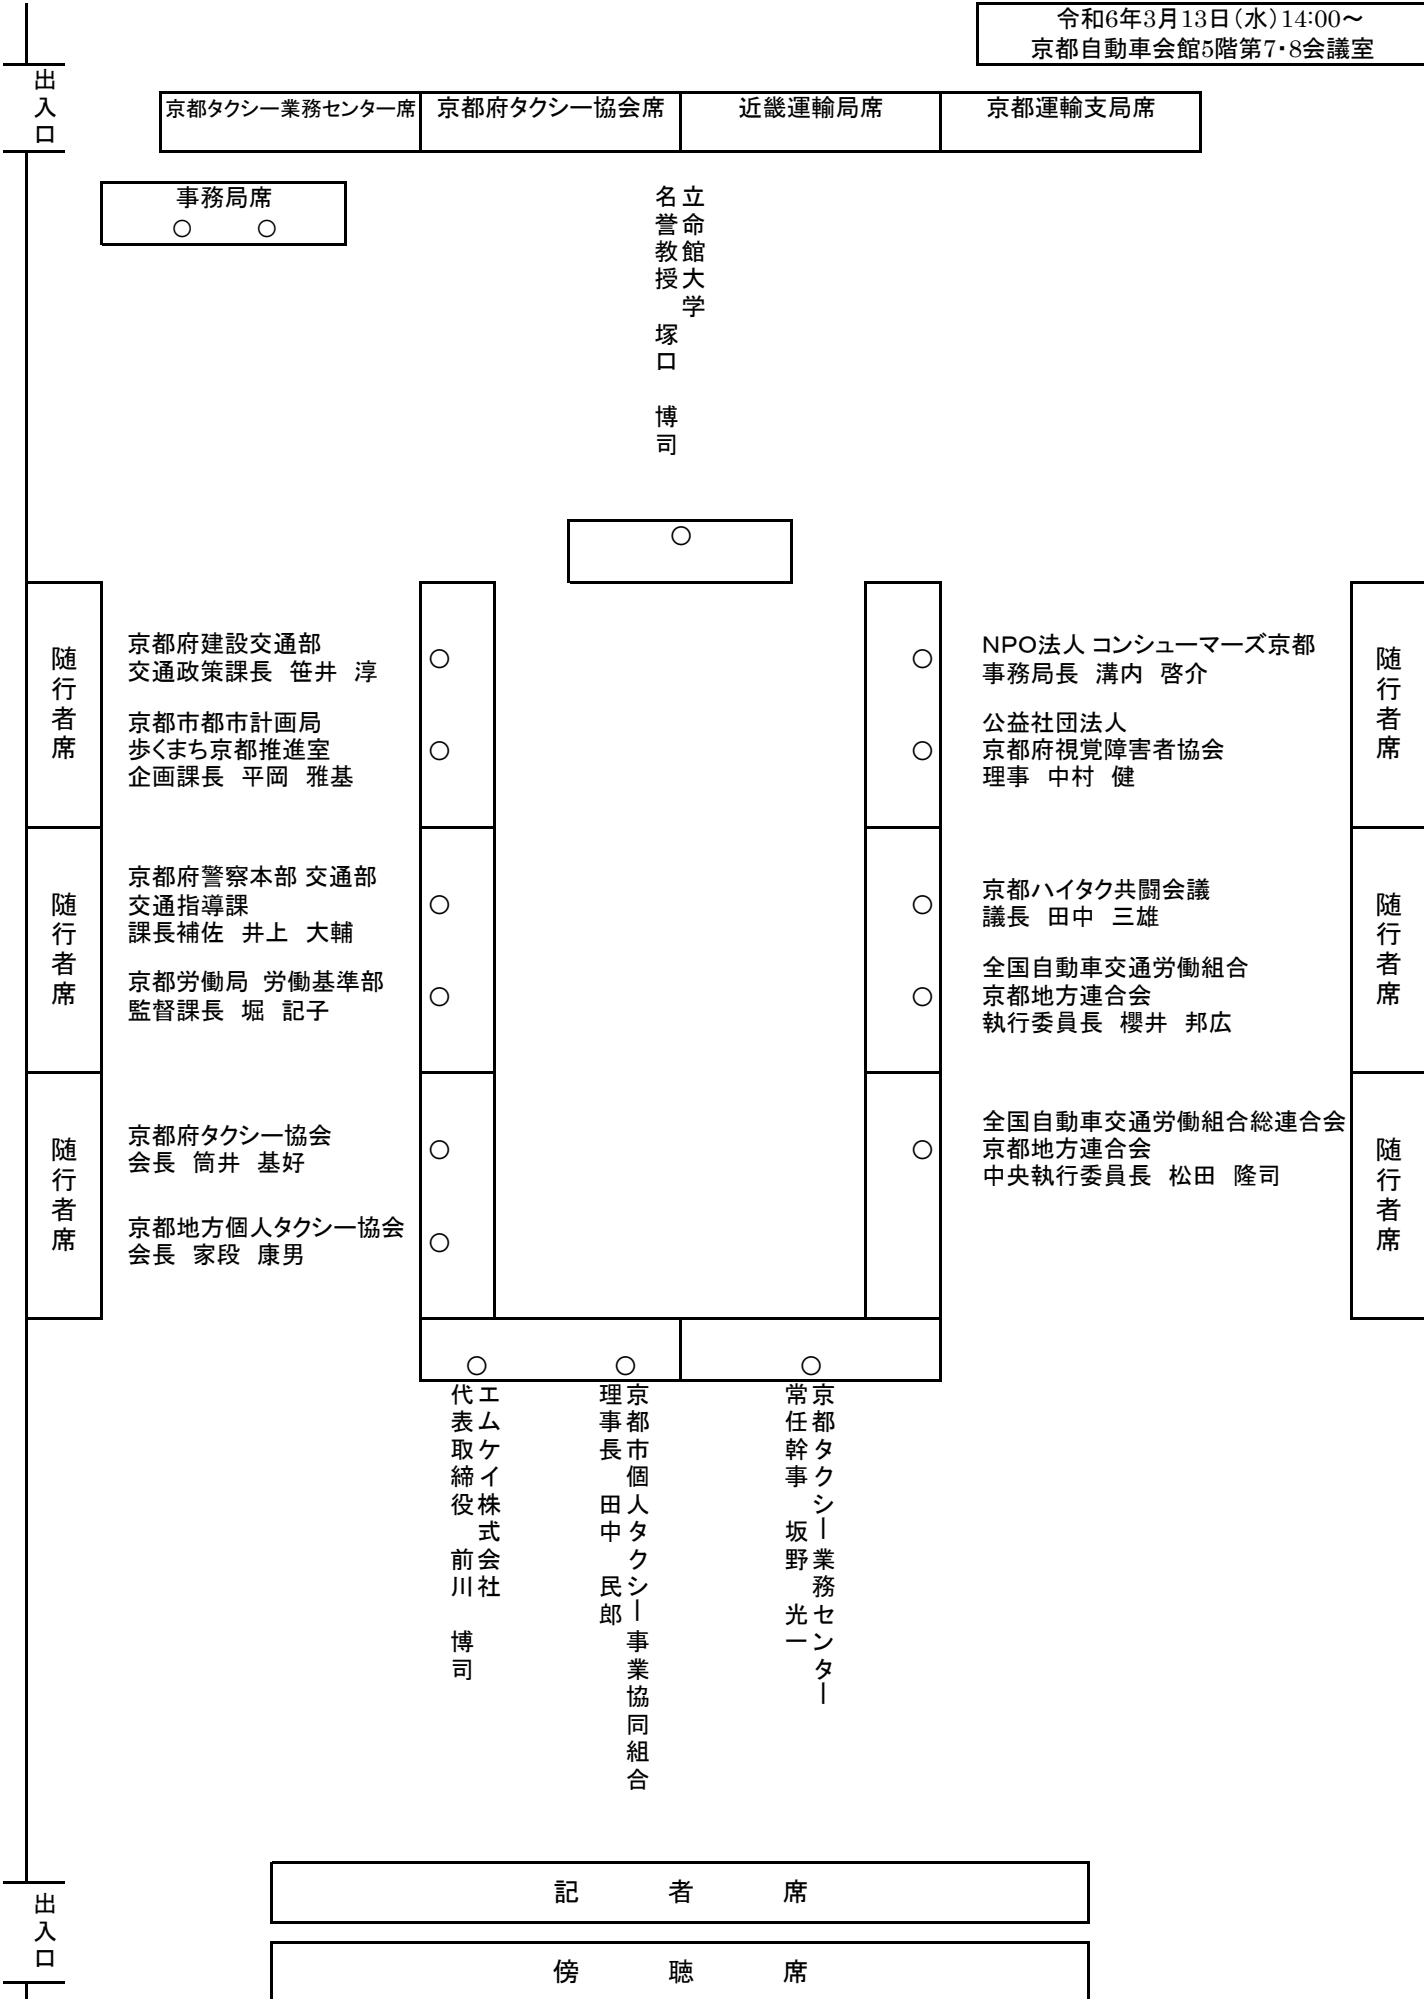 令和6年3月13日(水)14:00～
京都自動車会館5階第7・8会議室
出入口
京都タクシー業務センター席
京都府タクシー協会席
近畿運輸局席
京都運輸支局席
事務局席
○　○
立命館大学
名誉教授　塚口　博司
○
随行者席
京都府建設交通部
交通政策課長　笹井　淳
○
京都市都市計画局
歩くまち京都推進室
企画課長　平岡　雅基
○
随行者席
京都府警察本部 交通部
交通指導課
課長補佐　井上　大輔
○
京都労働局 労働基準部
監督課長　堀　記子
○
随行者席
京都府タクシー協会
会長　筒井　基好
○
京都地方個人タクシー協会
会長　家段　康男
○
○
NPO法人 コンシューマーズ京都
事務局長　溝内　啓介
随行者席
○
公益社団法人
京都府視覚障害者協会
理事　中村　健
○
京都ハイタク共闘会議
議長　田中　三雄
随行者席
○
全国自動車交通労働組合
京都地方連合会
執行委員長　櫻井　邦広
○
全国自動車交通労働組合総連合会
京都地方連合会
中央執行委員長　松田　隆司
随行者席
○
エムケイ株式会社
代表取締役　前川　博司
○
京都市個人タクシー事業協同組合
理事長　田中　民郎
○
京都タクシー業務センター
常任幹事　坂野　光一
出入口
記者席
傍聴席